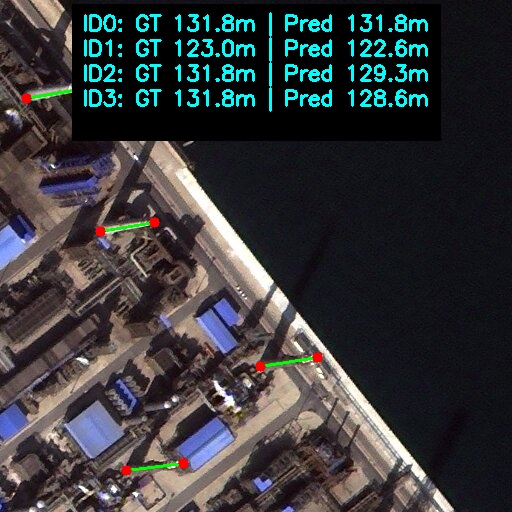 ID0: GT 131.8m | Pred 131.8m
ID1: GT 123.0m | Pred 122.6m
ID2: GT 131.8m | Pred 129.3m
ID3: GT 131.8m | Pred 128.6m